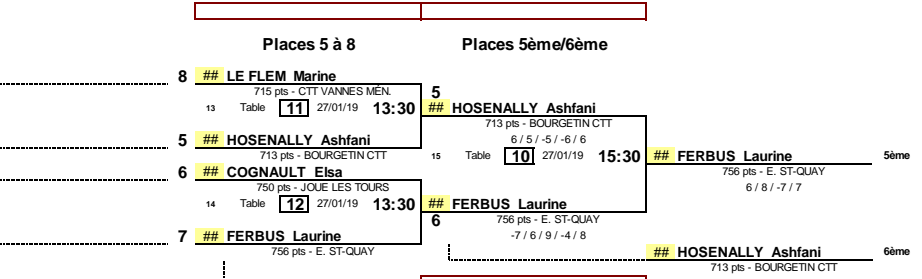 Places 5 à 8 Places 5ème/6ème
8 ## LE FLEM Marine
715 pts - CTT VANNES MÉN. 5
13 Table 11 27/01/19 13:30 ## HOSENALLY Ashfani
713 pts - BOURGETIN CTT
5 ## HOSENALLY Ashfani 6 / 5 / -5 / -6 / 6
713 pts - BOURGETIN CTT 15 Table 10 27/01/19 15:30 ## FERBUS Laurine 5ème
6 ## COGNAULT Elsa 756 pts - E. ST-QUAY
750 pts - JOUE LES TOURS 6 / 8 / -7 / 7
14 Table 12 27/01/19 13:30 ## FERBUS Laurine
6 756 pts - E. ST-QUAY
7 ## FERBUS Laurine -7 / 6 / 9 / -4 / 8
756 pts - E. ST-QUAY ## HOSENALLY Ashfani 6ème
713 pts - BOURGETIN CTT